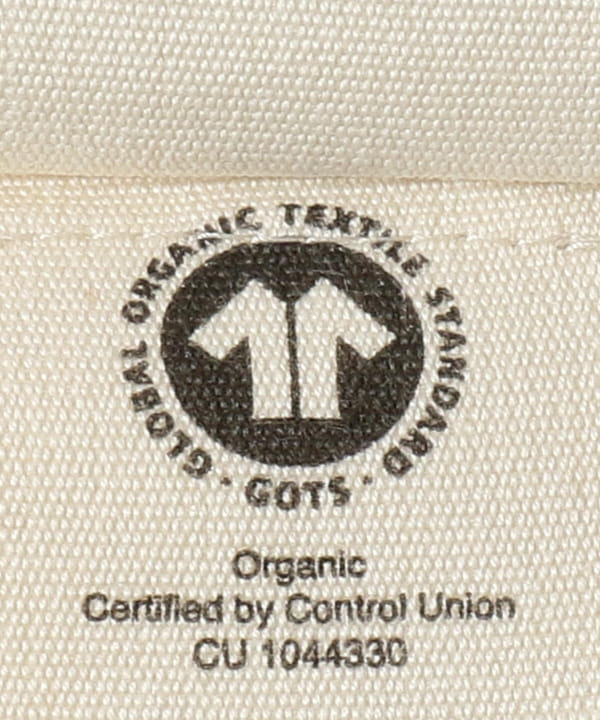 GLOBAL ORGANIC TEXTILE STANDARD · GOTS ·
Organic
Certified by Control Union
CU 1044330